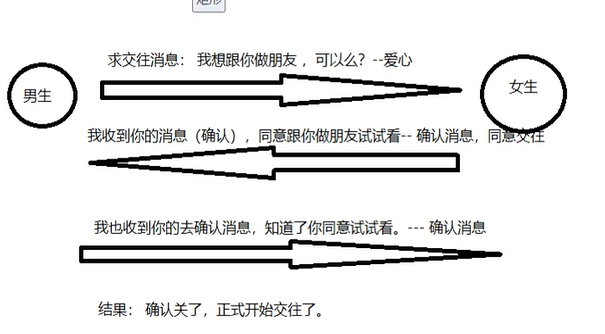 矩形
求交往消息： 我想跟你做朋友 ，可以么？--爱心
男生
女生
我收到你的消息（确认），同意跟你做朋友试试看-- 确认消息，同意交往
我也收到你的去确认消息，知道了你同意试试看。--- 确认消息
结果： 确认关了，正式开始交往了。